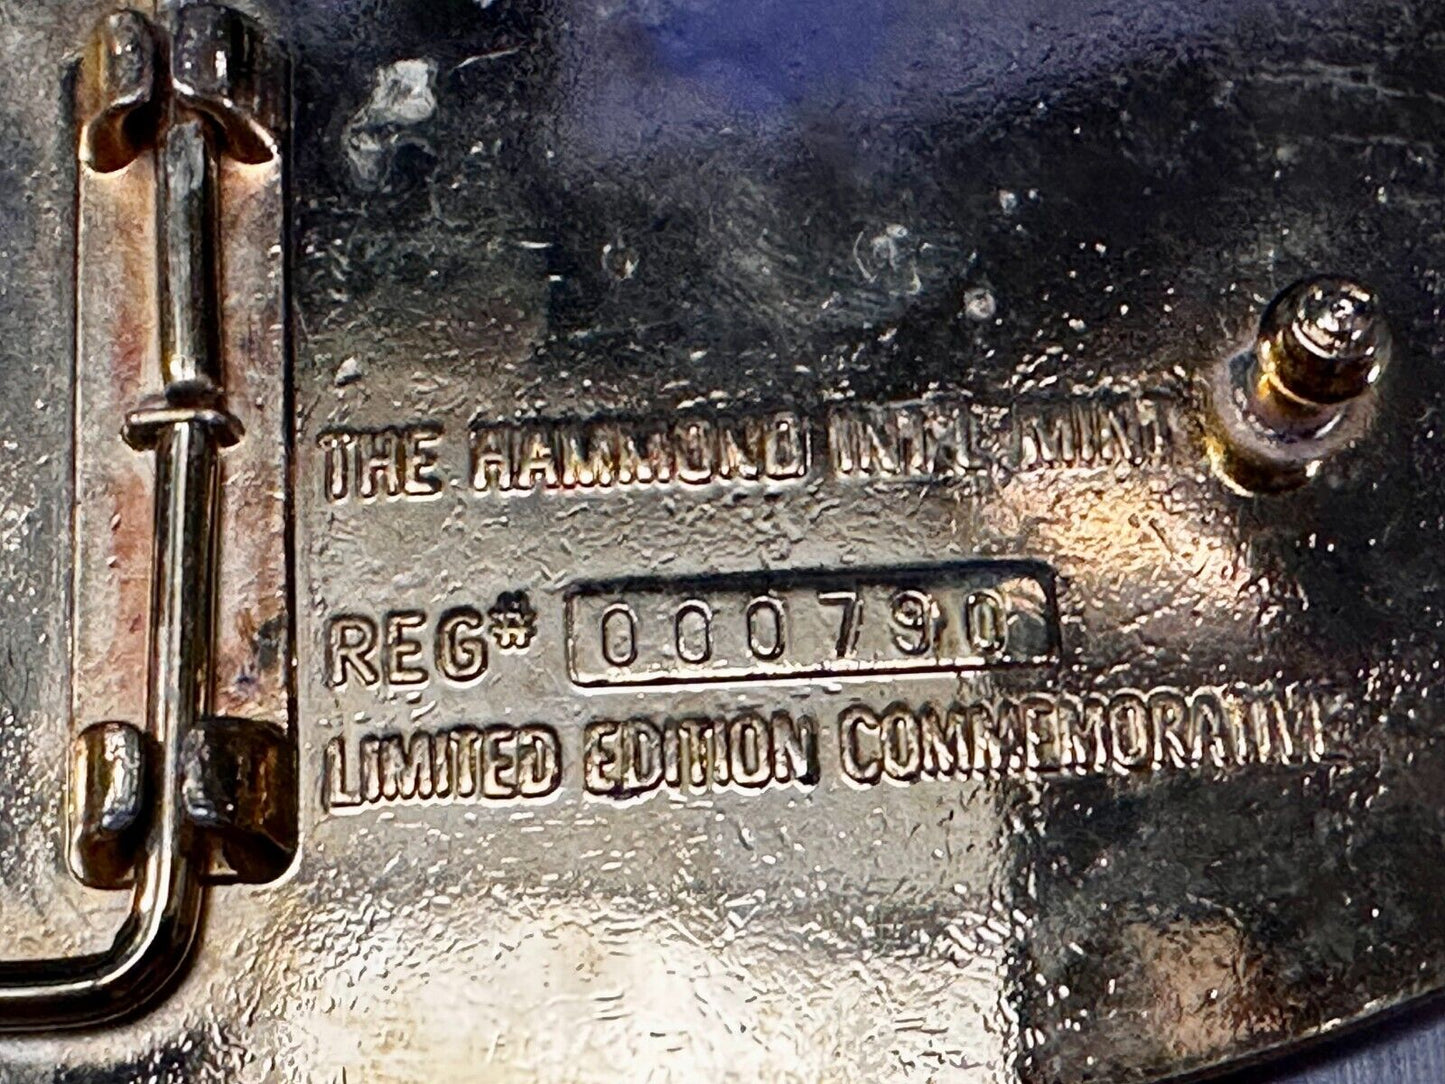 THE HAMMOND INT'L MINT
REG# 000790
LIMITED EDITION COMMEMORATIVE